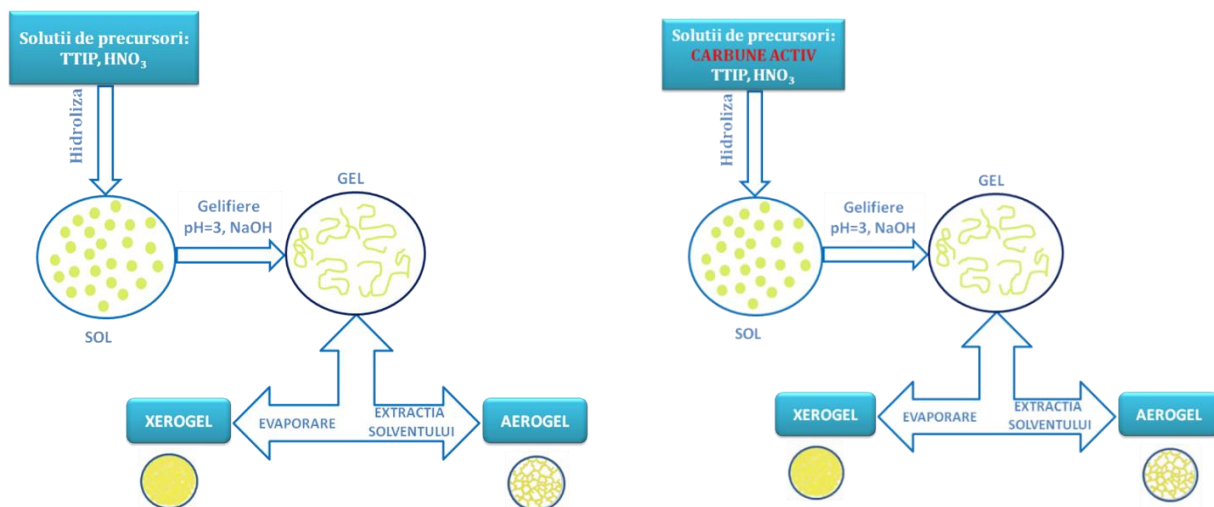 Solutii de precursori:
TTIP, HNO₃
Hidroliza
SOL
Gelifiere
pH=3, NaOH
GEL
XEROGEL
EVAPORARE
EXTRACTIA
SOLVENTULUI
AEROGEL
Solutii de precursori:
CARBUNE ACTIV
TTIP, HNO₃
Hidroliza
SOL
Gelifiere
pH=3, NaOH
GEL
XEROGEL
EVAPORARE
EXTRACTIA
SOLVENTULUI
AEROGEL